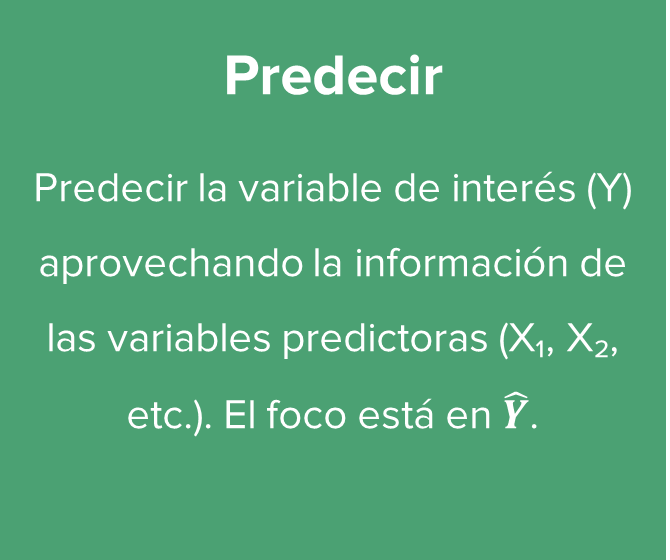 Predecir
Predecir la variable de interés (Y)
aprovechando la información de
las variables predictoras (X₁, X₂,
etc.). El foco está en Ŷ.